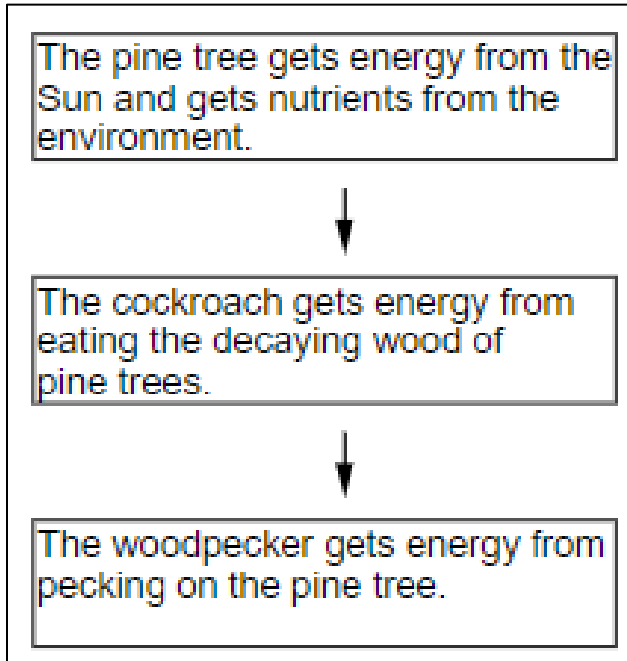 The pine tree gets energy from the
Sun and gets nutrients from the
environment.
The cockroach gets energy from
eating the decaying wood of
pine trees.
The woodpecker gets energy from
pecking on the pine tree.